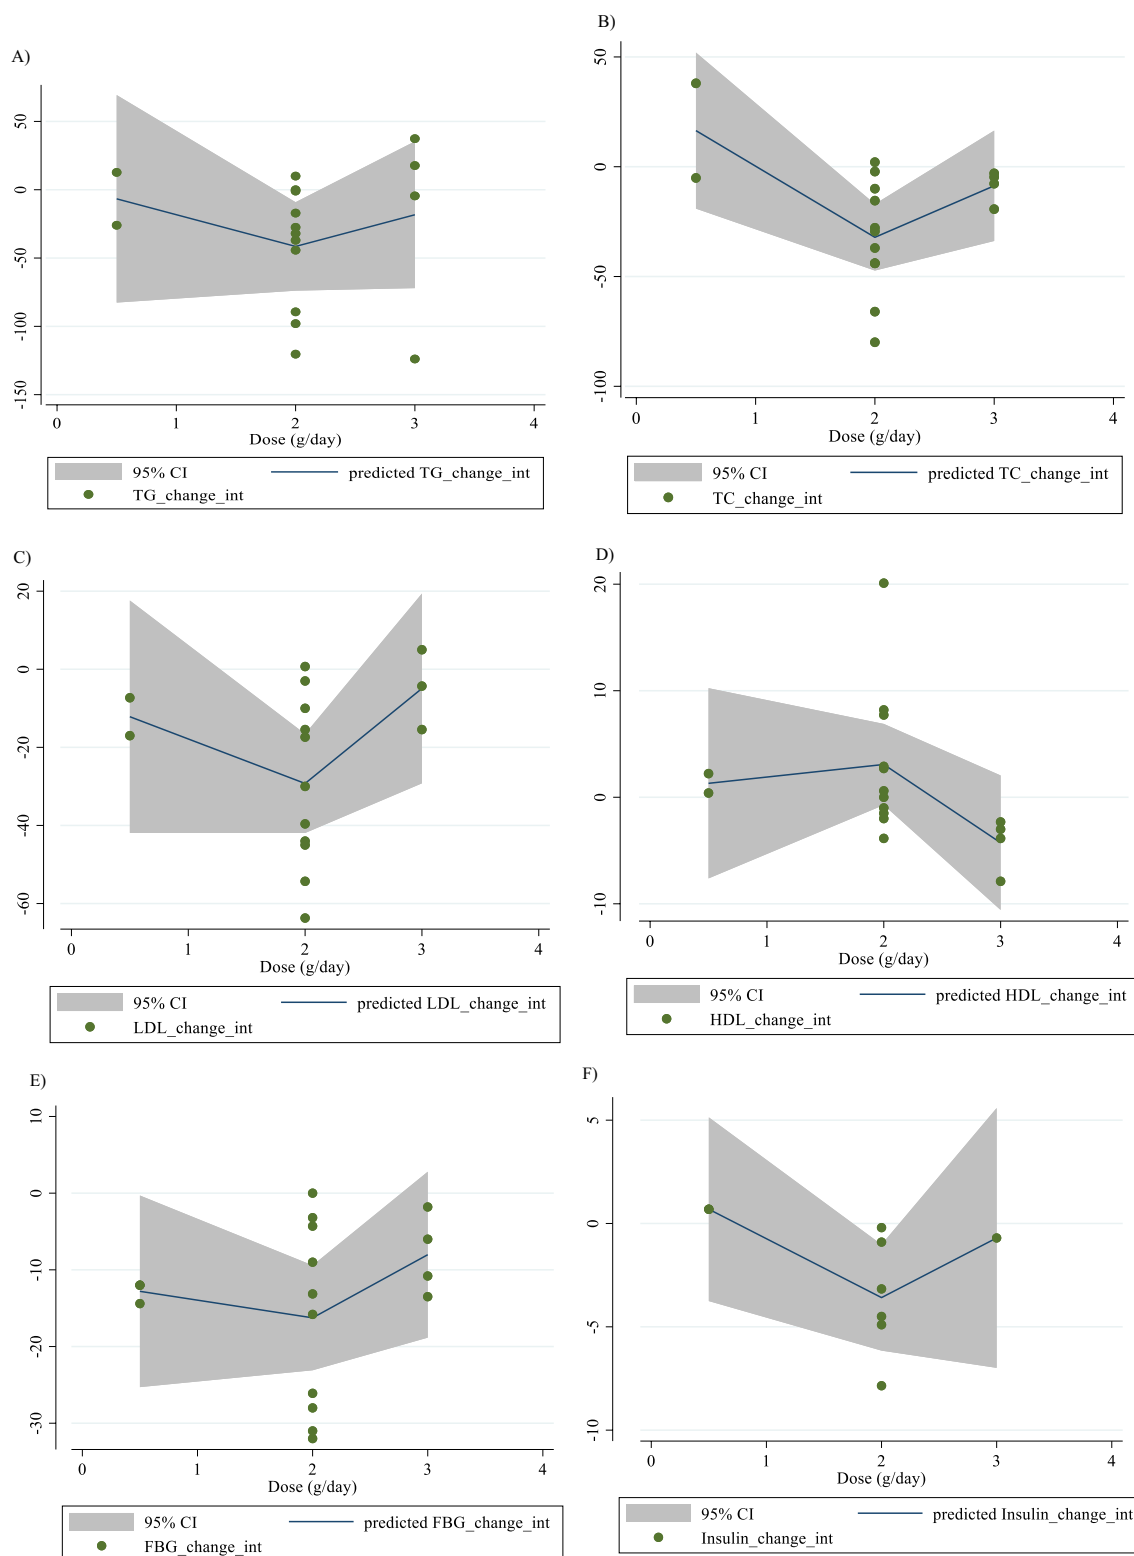 A)
50
0
-50
-100
-150
0 1 2 3 4
Dose (g/day)
95% CI predicted TG_change_int
TG_change_int
B)
50
0
-50
-100
0 1 2 3 4
Dose (g/day)
95% CI predicted TC_change_int
TC_change_int
C)
20
0
-20
-40
-60
0 1 2 3 4
Dose (g/day)
95% CI predicted LDL_change_int
LDL_change_int
D)
20
10
0
-10
0 1 2 3 4
Dose (g/day)
95% CI predicted HDL_change_int
HDL_change_int
E)
10
0
-10
-20
-30
0 1 2 3 4
Dose (g/day)
95% CI predicted FBG_change_int
FBG_change_int
F)
5
0
-5
-10
0 1 2 3 4
Dose (g/day)
95% CI predicted Insulin_change_int
Insulin_change_int